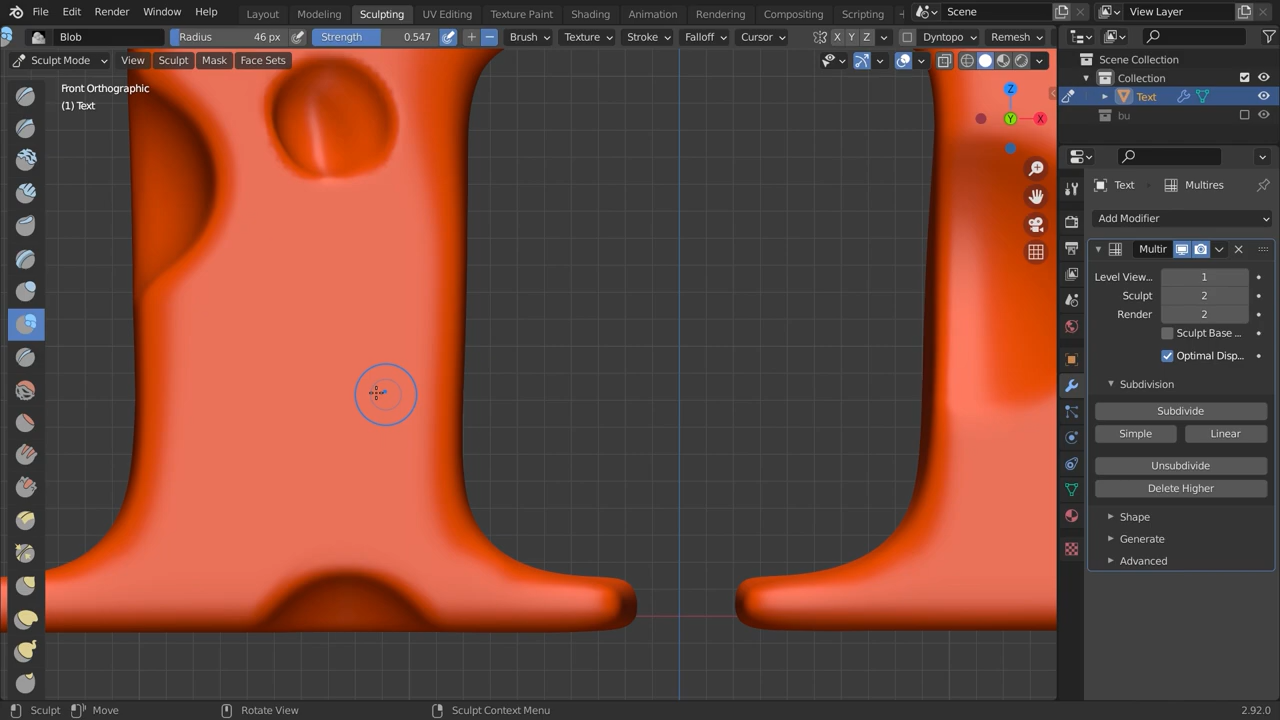 File Edit Render Window Help Layout Modeling Sculpting UV Editing Texture Paint Shading Animation Rendering Compositing Scripting Scene View Layer
Blob Radius 46 px Strength 0.547 Brush Texture Stroke Falloff Cursor X Y Z Dyntopo Remesh
Sculpt Mode View Sculpt Mask Face Sets
Scene Collection
Collection
Text
bu
Front Orthographic
(1) Text
Z
Y
X
Text Multires
Add Modifier
Multir
Level View... 1
Sculpt 2
Render 2
Sculpt Base ...
Optimal Disp...
Subdivision
Subdivide
Simple Linear
Unsubdivide
Delete Higher
Shape
Generate
Advanced
Sculpt Move Rotate View Sculpt Context Menu 2.92.0